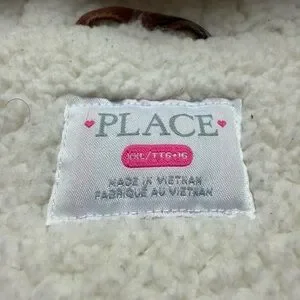 PLACE
XXL/TTG•16
MADE IN VIETNAM
FABRIQUÉ AU VIETNAM